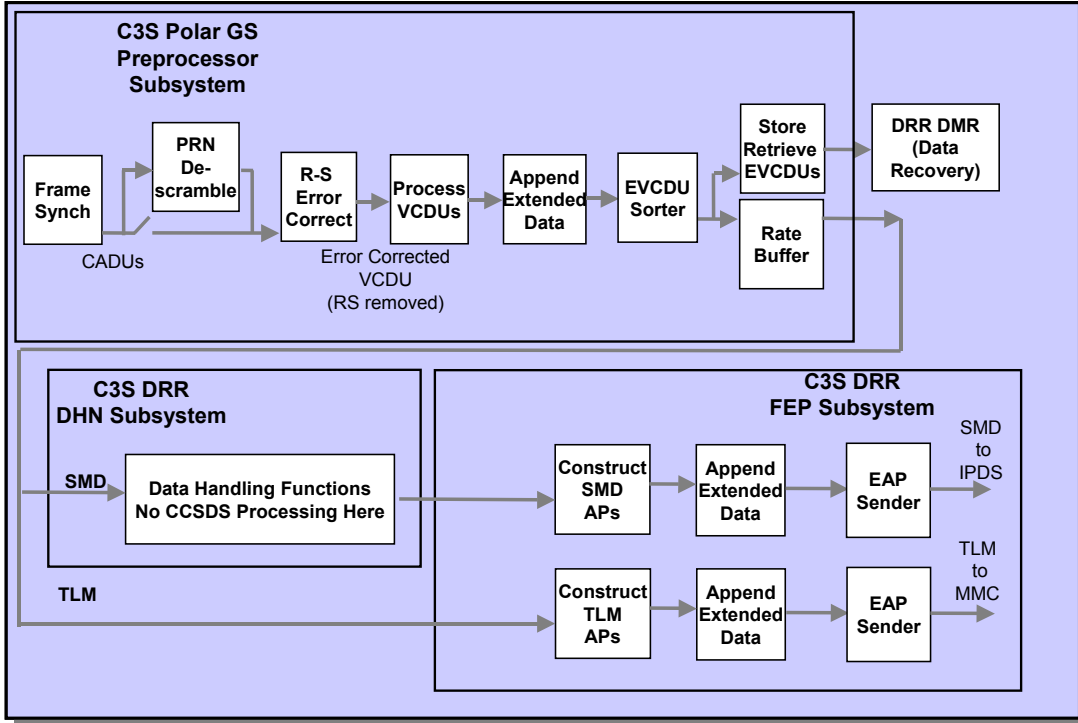 C3S Polar GS
Preprocessor
Subsystem
Frame
Synch
PRN
De-
scramble
CADUs
R-S
Error
Correct
Process
VCDUs
Error Corrected
VCDU
(RS removed)
Append
Extended
Data
EVCDU
Sorter
Store
Retrieve
EVCDUs
Rate
Buffer
DRR DMR
(Data
Recovery)
C3S DRR
DHN Subsystem
SMD
Data Handling Functions
No CCSDS Processing Here
TLM
C3S DRR
FEP Subsystem
Construct
SMD
APs
Append
Extended
Data
EAP
Sender
SMD
to
IPDS
Construct
TLM
APs
Append
Extended
Data
EAP
Sender
TLM
to
MMC